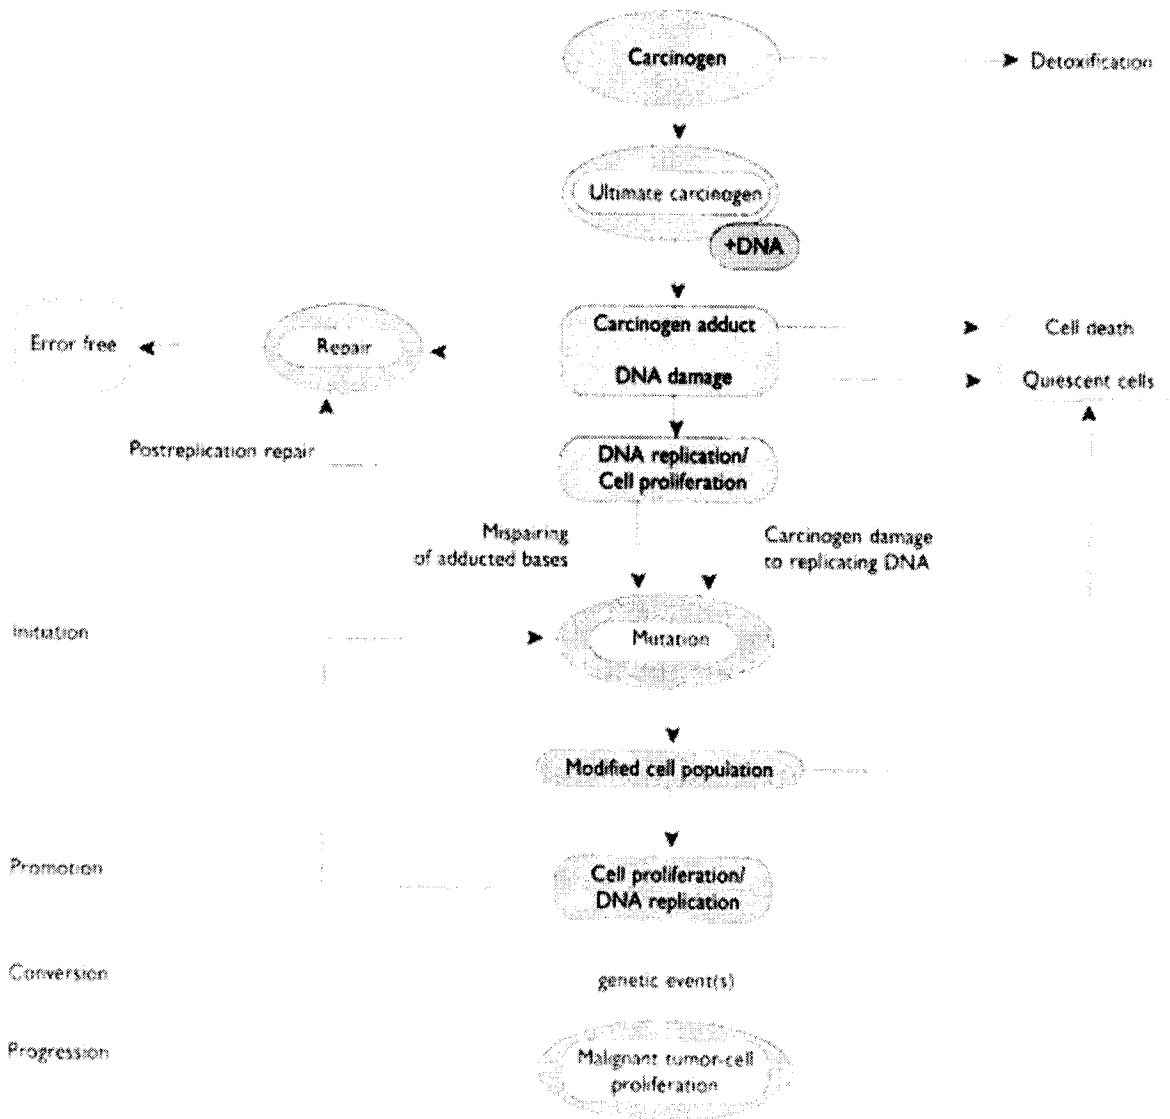 Carcinogen
Detoxification
Ultimate carcinogen
+DNA
Carcinogen adduct
Cell death
Error free
Repair
DNA damage
Quiescent cells
Postreplication repair
DNA replication/
Cell proliferation
Mispairing
of adducted bases
Carcinogen damage
to replicating DNA
Initiation
Mutation
Modified cell population
Promotion
Cell proliferation/
DNA replication
Conversion
genetic event(s)
Progression
Malignant tumor-cell
proliferation